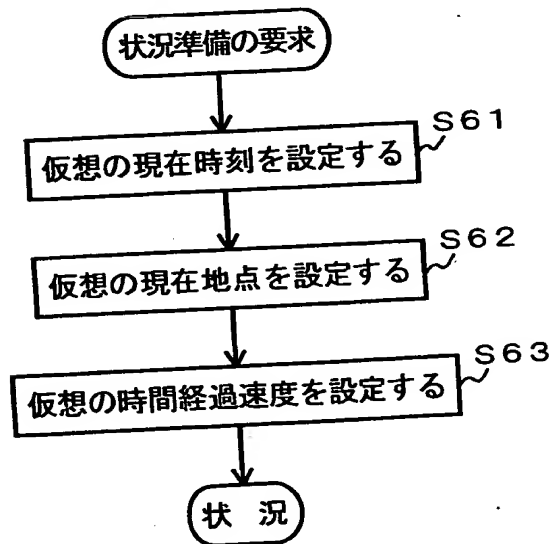 状況準備の要求
S61
仮想の現在時刻を設定する
S62
仮想の現在地点を設定する
S63
仮想の時間経過速度を設定する
状 況